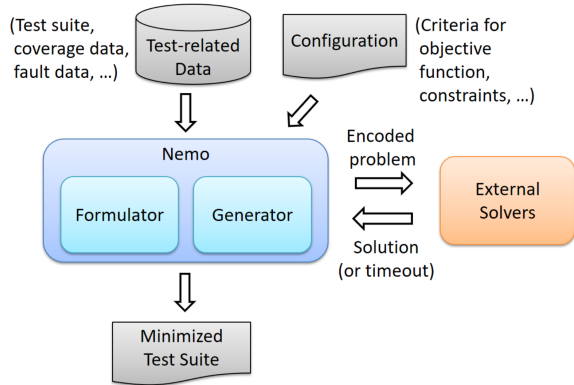 (Test suite,
coverage data,
fault data, …)
Test-related
Data
Configuration
(Criteria for
objective
function,
constraints, …)
Nemo
Formulator
Generator
Encoded
problem
Solution
(or timeout)
External
Solvers
Minimized
Test Suite